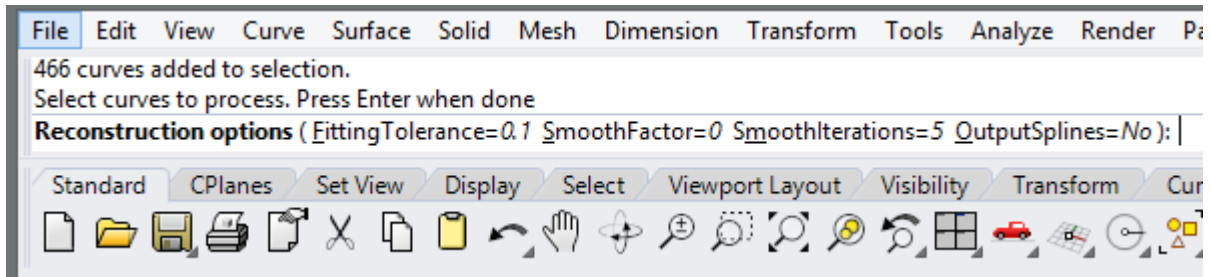 File Edit View Curve Surface Solid Mesh Dimension Transform Tools Analyze Render
466 curves added to selection.
Select curves to process. Press Enter when done
Reconstruction options ( FittingTolerance=0.1 SmoothFactor=0 SmoothIterations=5 OutputSplines=No ):
Standard CPlanes Set View Display Select Viewport Layout Visibility Transform